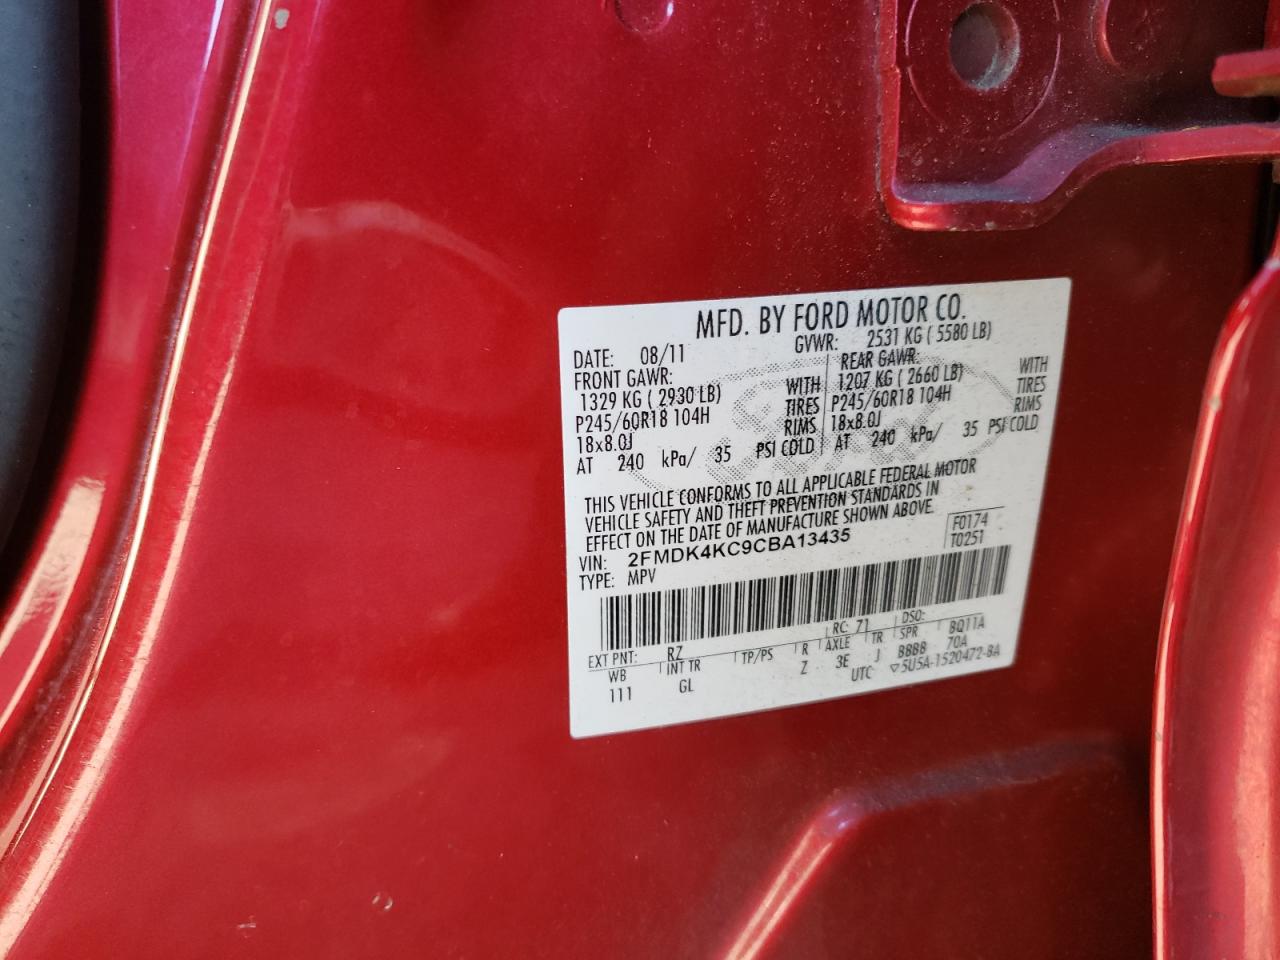 MFD. BY FORD MOTOR CO.
DATE: 08/11 GVWR: 2531 KG ( 5580 LB)
FRONT GAWR: REAR GAWR:
1329 KG ( 2930 LB) WITH 1207 KG ( 2660 LB) WITH
P245/60R18 104H TIRES P245/60R18 104H TIRES
18x8.0J RIMS 18x8.0J RIMS
AT 240 kPa/ 35 PSI COLD AT 240 kPa/ 35 PSI COLD
THIS VEHICLE CONFORMS TO ALL APPLICABLE FEDERAL MOTOR
VEHICLE SAFETY AND THEFT PREVENTION STANDARDS IN
EFFECT ON THE DATE OF MANUFACTURE SHOWN ABOVE.
VIN: 2FMDK4KC9CBA13435 F0174
TYPE: MPV T0251
EXT PNT: RZ RC: 71 DSO:
WB INT TR TP/PS R AXLE TR SPR BQ11A
111 GL Z 3E J BBBB 70A
UTC ▽5U5A-1520472-BA